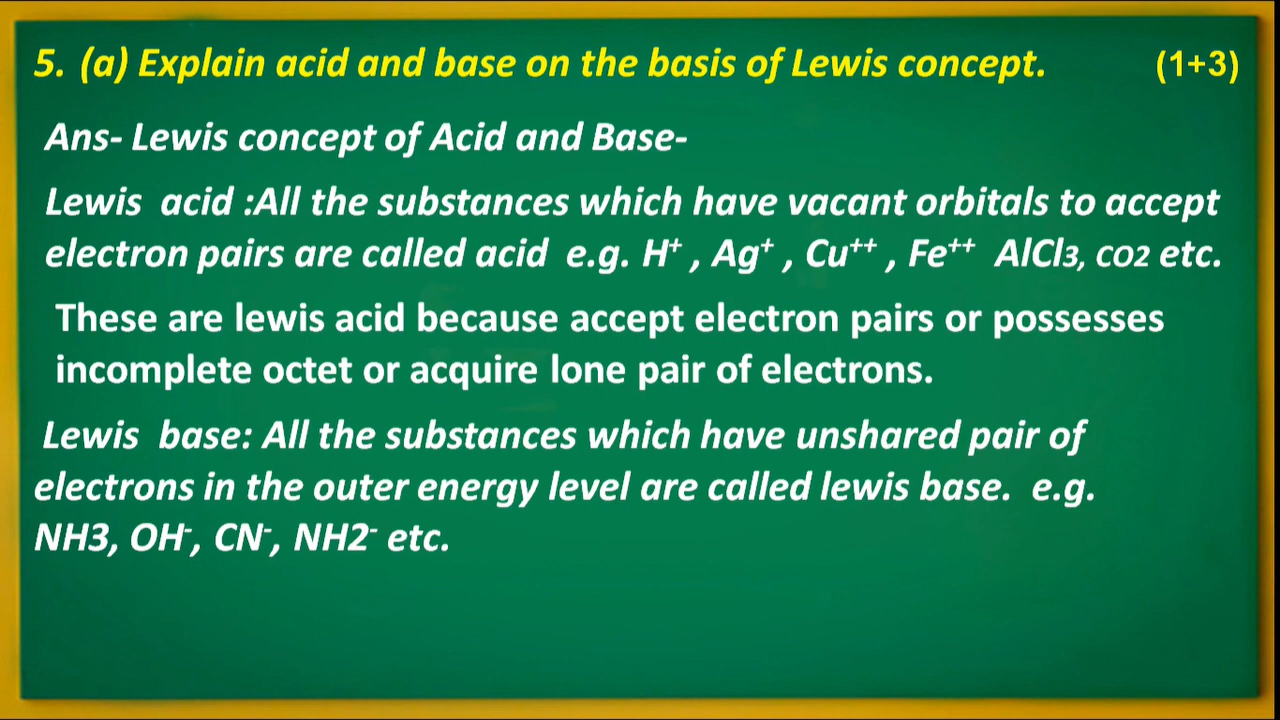 5. (a) Explain acid and base on the basis of Lewis concept. (1+3)
Ans- Lewis concept of Acid and Base-
Lewis acid :All the substances which have vacant orbitals to accept
electron pairs are called acid e.g. H⁺ , Ag⁺ , Cu⁺⁺ , Fe⁺⁺ AlCl3, CO2 etc.
These are lewis acid because accept electron pairs or possesses
incomplete octet or acquire lone pair of electrons.
Lewis base: All the substances which have unshared pair of
electrons in the outer energy level are called lewis base. e.g.
NH3, OH⁻, CN⁻, NH2⁻ etc.